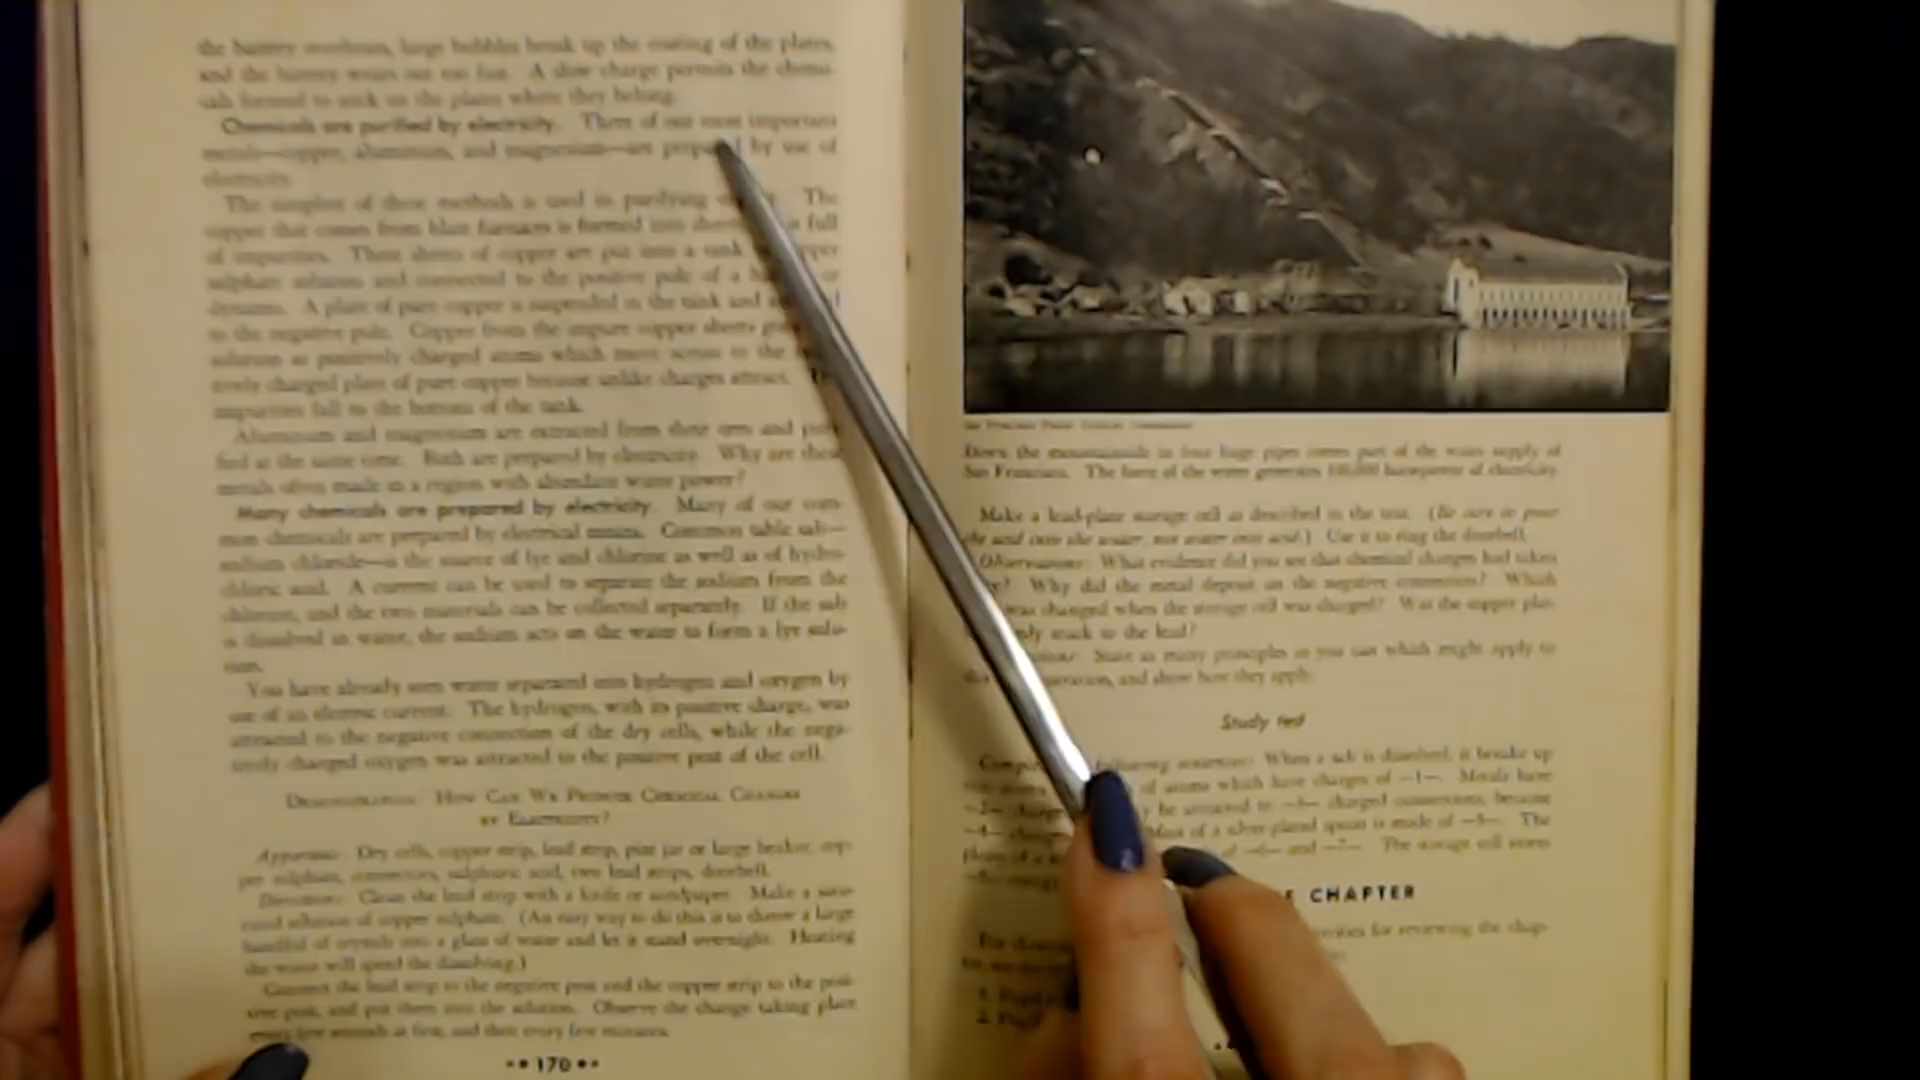 the battery overheats, large bubbles break up the coating of the plates,
and the battery wears out too fast. A slow charge permits the chemi-
cals formed to stick on the plates where they belong.
Chemicals are purified by electricity. Three of our most important
metals—copper, aluminum, and magnesium—are prepared by use of
electricity.
The simplest of these methods is used in purifying The
copper that comes from blast furnaces is formed into full
of impurities. These sheets of copper are put into a tank
sulphate solution and connected to the positive pole of a or
dynamo. A plate of pure copper is suspended in the tank and
to the negative pole. Copper from the impure copper sheets
solution as positively charged atoms which move across to the
tively charged plate of pure copper because unlike charges attract.
impurities fall to the bottom of the tank.
Aluminum and magnesium are extracted from their ores and
fied at the same time. Both are prepared by electricity. Why are these
metals often made in a region with abundant water power?
Many chemicals are prepared by electricity. Many of our com-
mon chemicals are prepared by electrical means. Common table salt—
sodium chloride—is the source of lye and chlorine as well as of hydro-
chloric acid. A current can be used to separate the sodium from the
chlorine, and the two materials can be collected separately. If the salt
is dissolved in water, the sodium acts on the water to form a lye solu-
tion.
You have already seen water separated into hydrogen and oxygen by
use of an electric current. The hydrogen, with its positive charge, was
attracted to the negative connection of the dry cells, while the nega-
tively charged oxygen was attracted to the positive post of the cell.
DEMONSTRATION: HOW CAN WE PRODUCE CHEMICAL CHANGES
BY ELECTRICITY?
Apparatus: Dry cells, copper strip, lead strip, pint jar or large beaker, cop-
per sulphate, connectors, sulphuric acid, two lead strips, doorbell.
Directions: Clean the lead strip with a knife or sandpaper. Make a satu-
rated solution of copper sulphate. (An easy way to do this is to a large
handful of crystals into a glass of water and let it stand overnight. Heating
the water will speed the dissolving.)
Connect the lead strip to the negative post and the copper strip to the posi-
tive post, and put them into the solution. Observe the change taking place
every few seconds at first, and then every few minutes.
170
San Francisco Public Utilities Commission
Down the mountainside in four huge pipes comes part of the water supply of
San Francisco. The force of the water generates horsepower of electricity.
Make a lead-plate storage cell as described in the text. (Be sure to pour
the acid into the water, not water into acid.) Use it to ring the doorbell.
Observations: What evidence did you see that chemical changes had taken
Why did the metal deposit on the negative connection? Which
was changed when the storage cell was charged? Was the copper pla-
stuck to the lead?
State as many principles as you can which might apply to
and show how they apply.
Study test
following sentences: When a salt is dissolved, it breaks up
of atoms which have charges of —1—. Metals have
—2— be attracted to —3— charged connections, because
—4— Most of a silver-plated spoon is made of —5—. The
of —6— and —7—. The storage cell stores
energy
CHAPTER
for reviewing the chap-
1.
2.